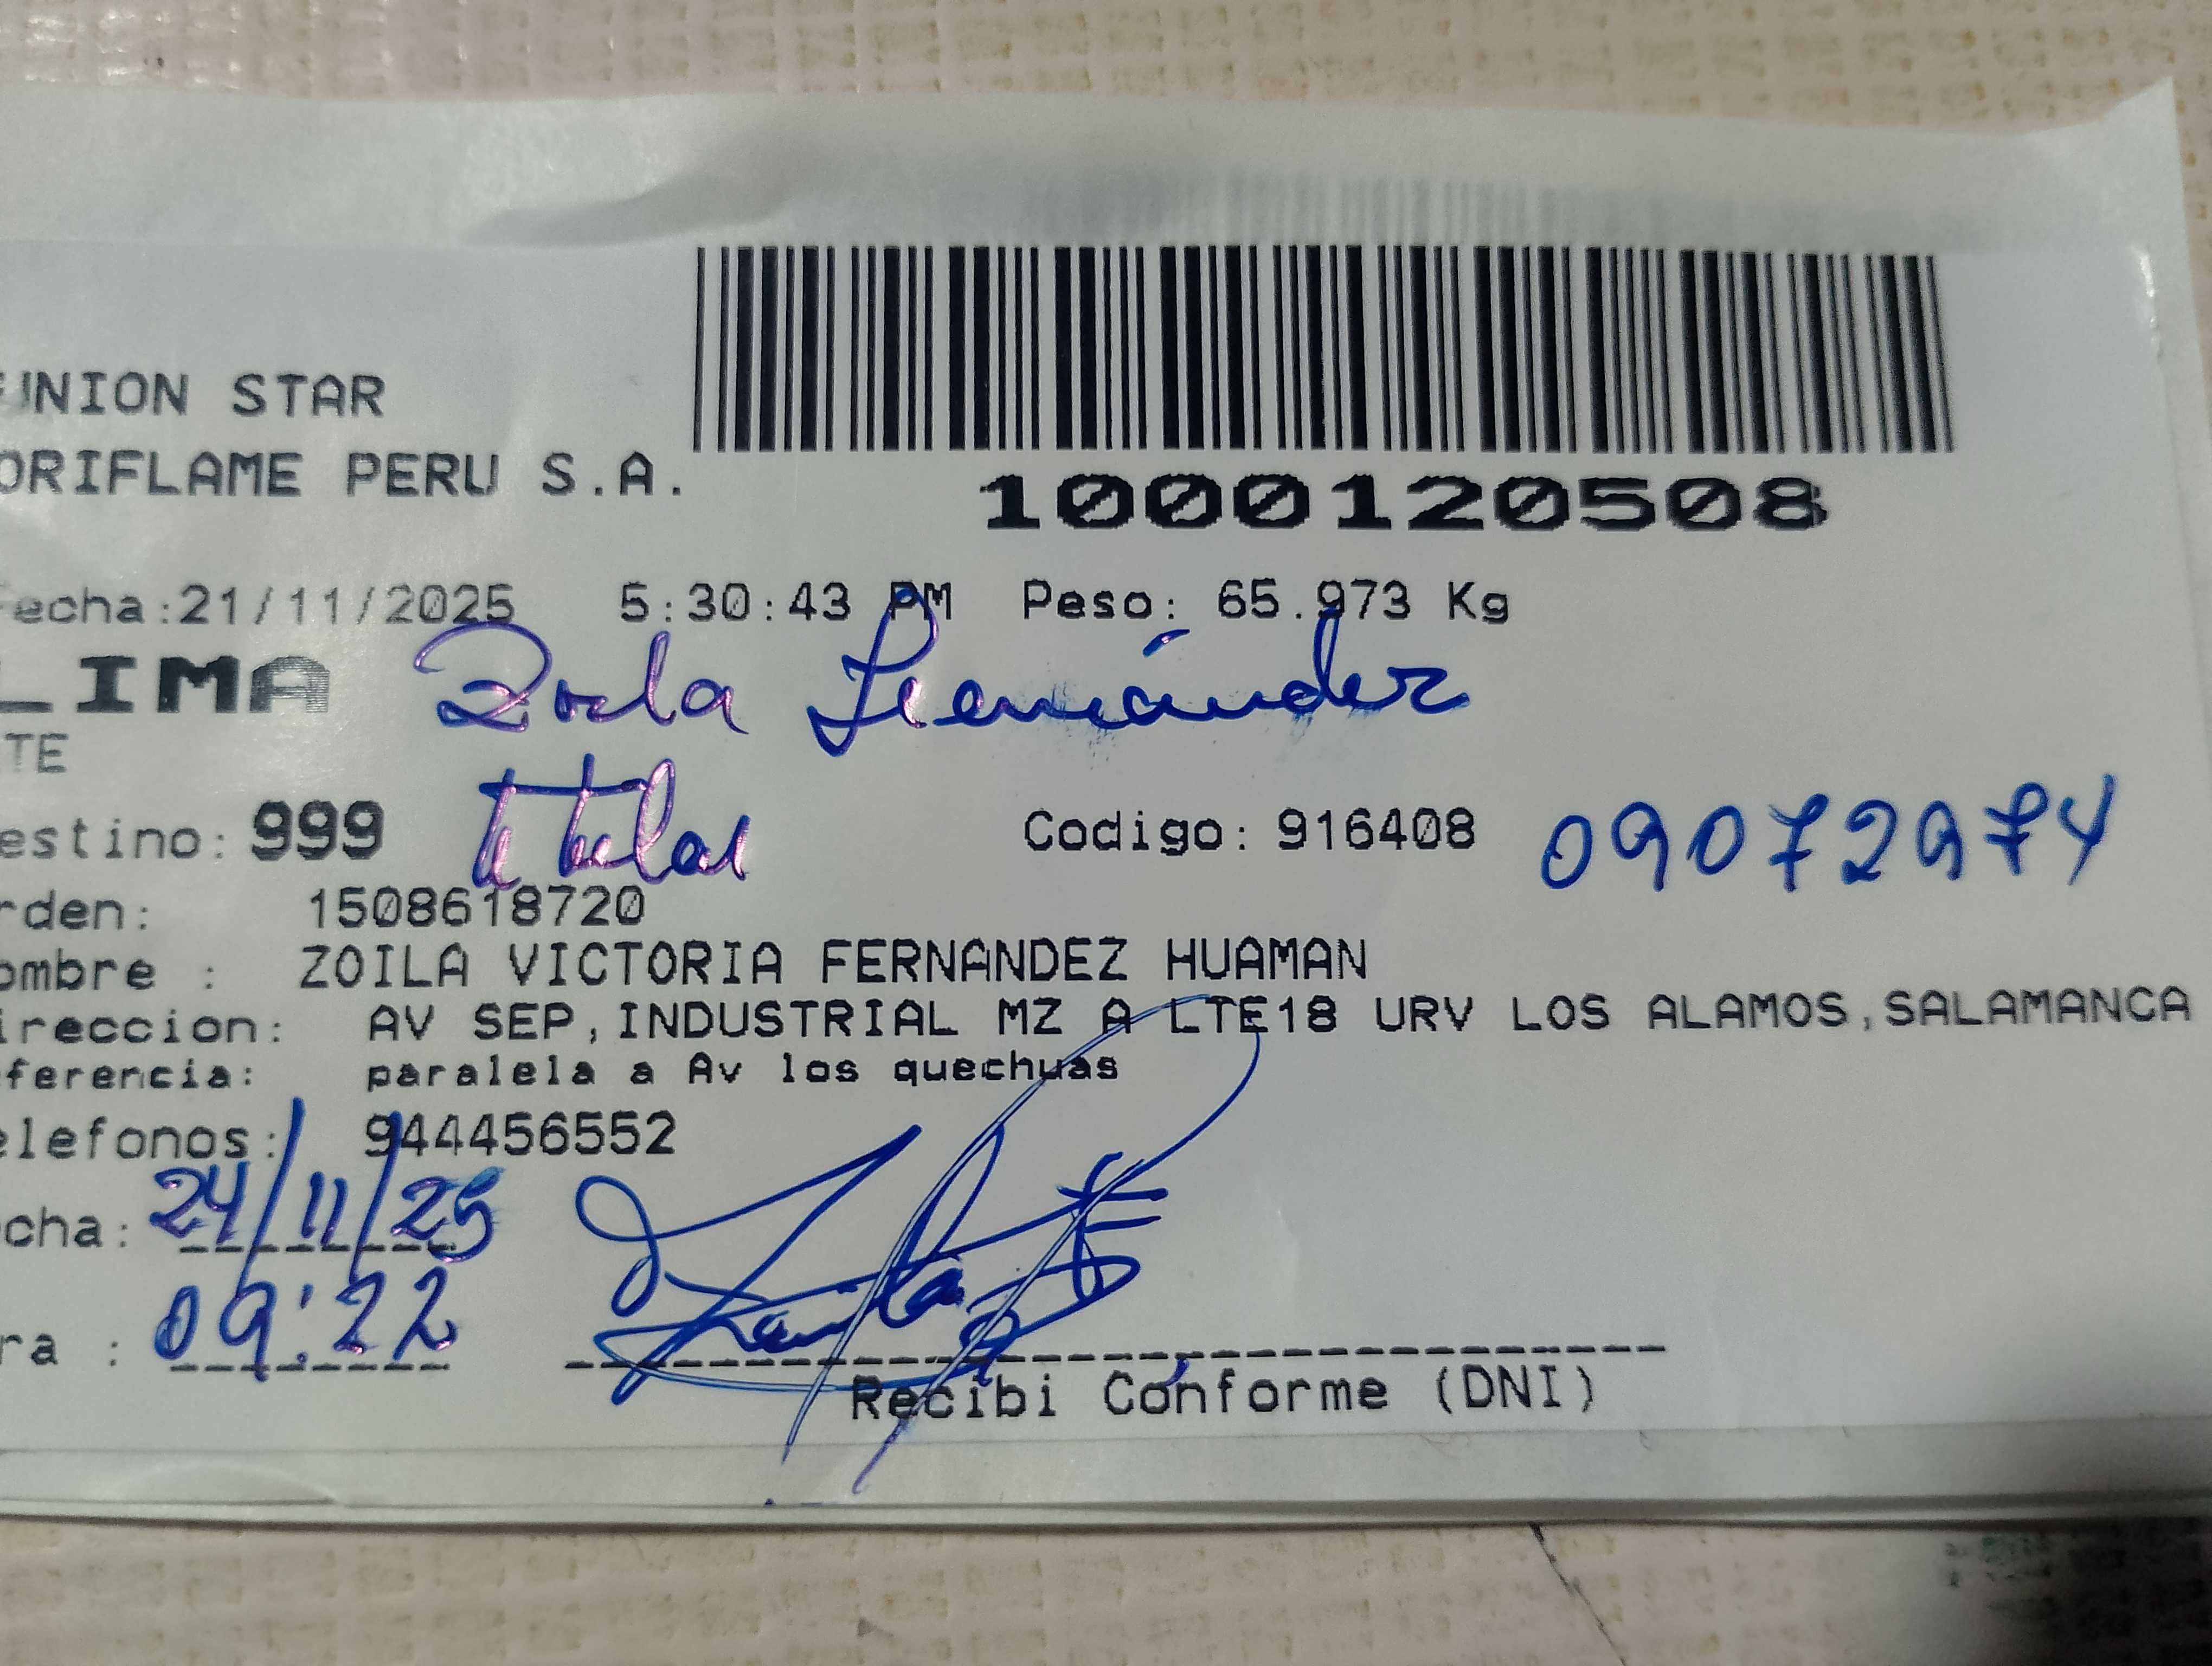 UNION STAR
ORIFLAME PERU S.A.
1000120508
Fecha:21/11/2025 5:30:43 PM Peso: 65.973 Kg
LIMA Zoila Fernández
TE
estino: 999 titular Codigo: 916408 09072974
rden: 1508618720
ombre : ZOILA VICTORIA FERNANDEZ HUAMAN
ireccion: AV SEP,INDUSTRIAL MZ A LTE18 URV LOS ALAMOS,SALAMANCA
ferencia: paralela a Av los quechuas
elefonos: 944456552
cha: 24/11/25
ra : 09:22
Recibi Conforme (DNI)